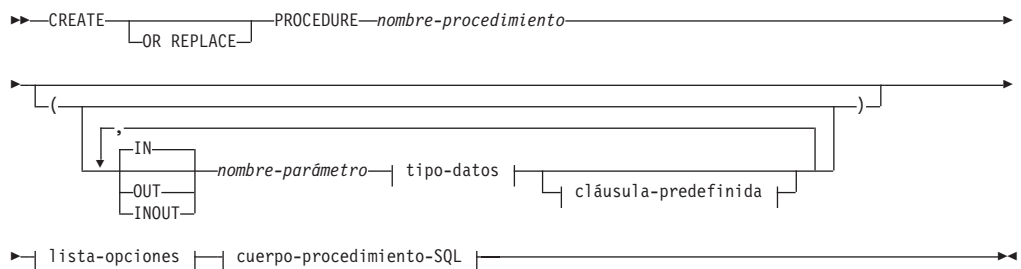 CREATE OR REPLACE PROCEDURE nombre-procedimiento
( )
,
IN nombre-parámetro tipo-datos cláusula-predefinida
OUT
INOUT
lista-opciones cuerpo-procedimiento-SQL